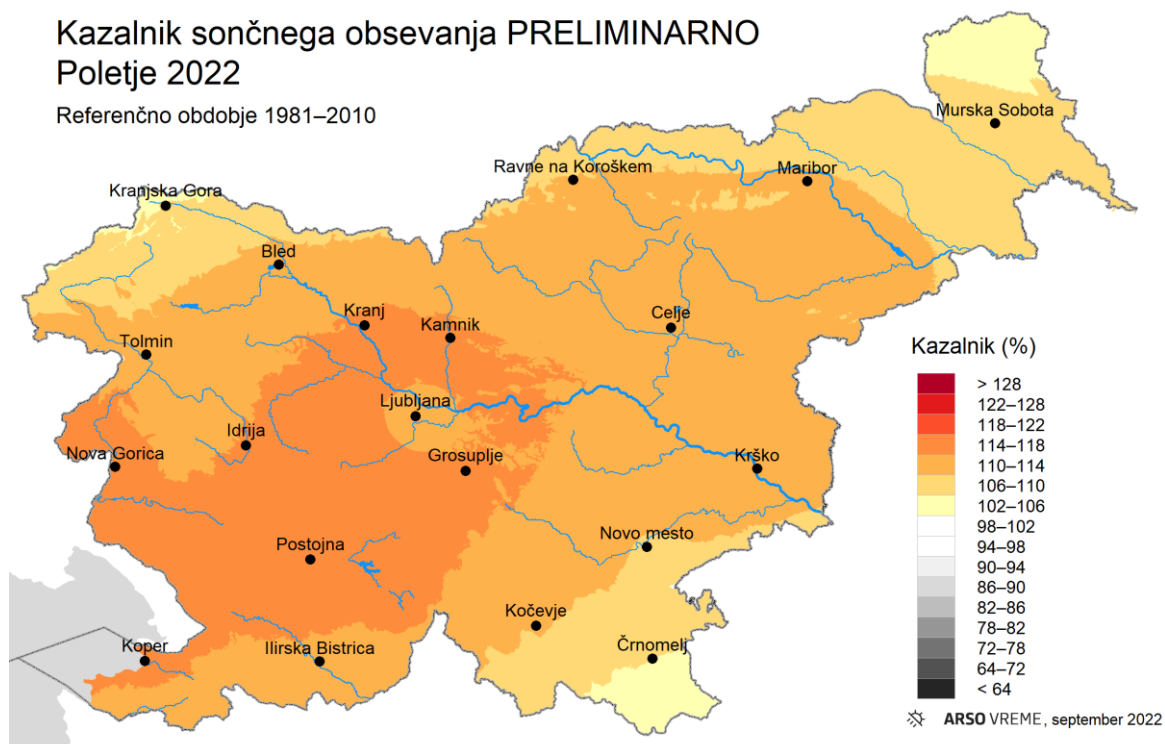 Kazalnik sončnega obsevanja PRELIMINARNO
Poletje 2022
Referenčno obdobje 1981–2010
Murska Sobota
Ravne na Koroškem
Maribor
Kranjska Gora
Bled
Kranj
Kamnik
Celje
Tolmin
Ljubljana
Idrija
Nova Gorica
Grosuplje
Krško
Novo mesto
Postojna
Kočevje
Koper
Ilirska Bistrica
Črnomelj
Kazalnik (%)
> 128
122–128
118–122
114–118
110–114
106–110
102–106
98–102
94–98
90–94
86–90
82–86
78–82
72–78
64–72
< 64
ARSO VREME, september 2022